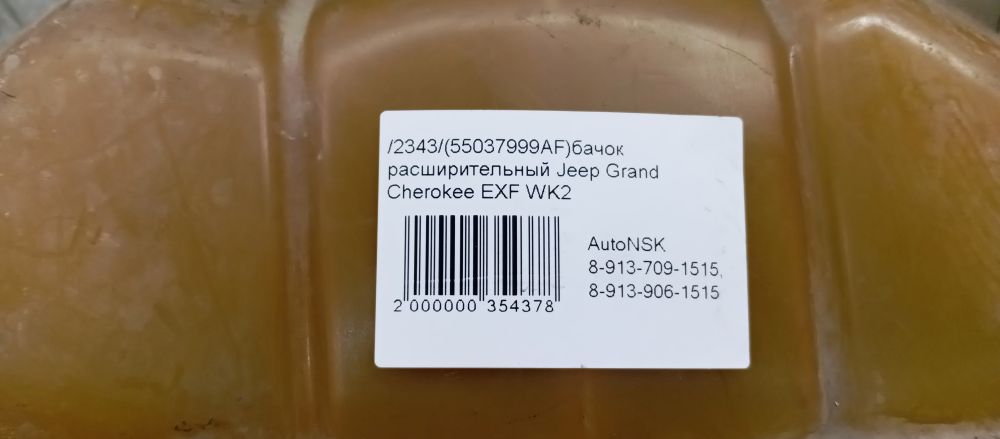 /2343/(55037999AF)бачок
расширительный Jeep Grand
Cherokee EXF WK2
AutoNSK
8-913-709-1515,
8-913-906-1515
2 000000 354378